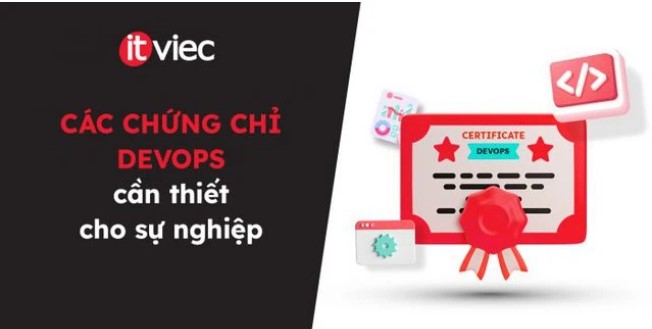 itviec
CÁC CHỨNG CHỈ
DEVOPS
cần thiết
cho sự nghiệp
</>
CERTIFICATE
DEVOPS